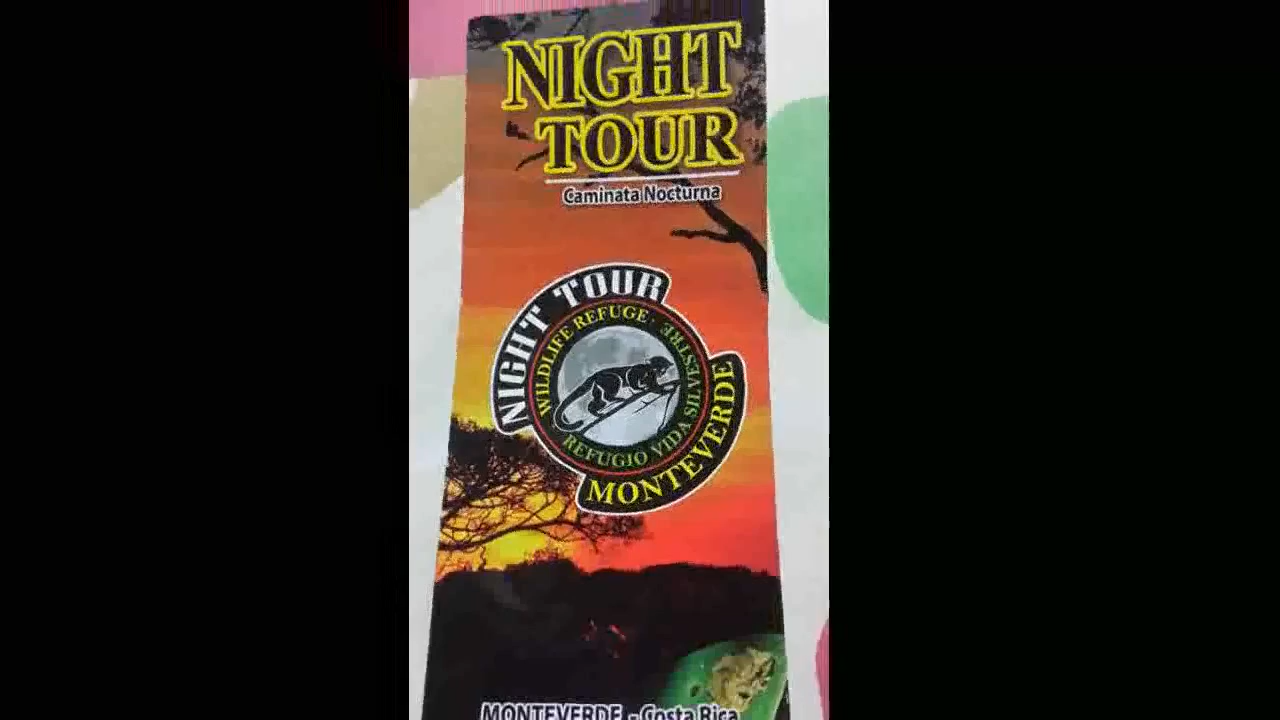 NIGHT
TOUR
Caminata Nocturna
NIGHT TOUR
WILDLIFE REFUGE · REFUGIO VIDA SILVESTRE
MONTEVERDE
MONTEVERDE - Costa Rica